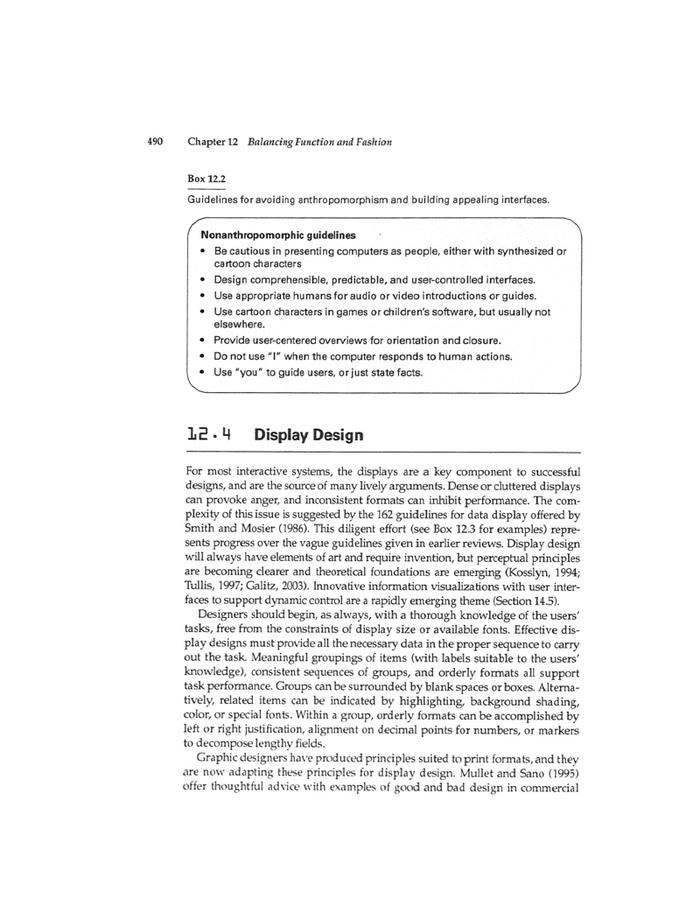 490 Chapter 12 Balancing Function and Fashion
Box 12.2
Guidelines for avoiding anthropomorphism and building appealing interfaces.
Nonanthropomorphic guidelines
• Be cautious in presenting computers as people, either with synthesized or
cartoon characters
• Design comprehensible, predictable, and user-controlled interfaces.
• Use appropriate humans for audio or video introductions or guides.
• Use cartoon characters in games or children's software, but usually not
elsewhere.
• Provide user-centered overviews for orientation and closure.
• Do not use "I" when the computer responds to human actions.
• Use "you" to guide users, or just state facts.
12.4 Display Design
For most interactive systems, the displays are a key component to successful
designs, and are the source of many lively arguments. Dense or cluttered displays
can provoke anger, and inconsistent formats can inhibit performance. The com-
plexity of this issue is suggested by the 162 guidelines for data display offered by
Smith and Mosier (1986). This diligent effort (see Box 12.3 for examples) repre-
sents progress over the vague guidelines given in earlier reviews. Display design
will always have elements of art and require invention, but perceptual principles
are becoming clearer and theoretical foundations are emerging (Kosslyn, 1994;
Tullis, 1997; Galitz, 2003). Innovative information visualizations with user inter-
faces to support dynamic control are a rapidly emerging theme (Section 14.5).
Designers should begin, as always, with a thorough knowledge of the users'
tasks, free from the constraints of display size or available fonts. Effective dis-
play designs must provide all the necessary data in the proper sequence to carry
out the task. Meaningful groupings of items (with labels suitable to the users'
knowledge), consistent sequences of groups, and orderly formats all support
task performance. Groups can be surrounded by blank spaces or boxes. Alterna-
tively, related items can be indicated by highlighting, background shading,
color, or special fonts. Within a group, orderly formats can be accomplished by
left or right justification, alignment on decimal points for numbers, or markers
to decompose lengthy fields.
Graphic designers have produced principles suited to print formats, and they
are now adapting these principles for display design. Mullet and Sano (1995)
offer thoughtful advice with examples of good and bad design in commercial